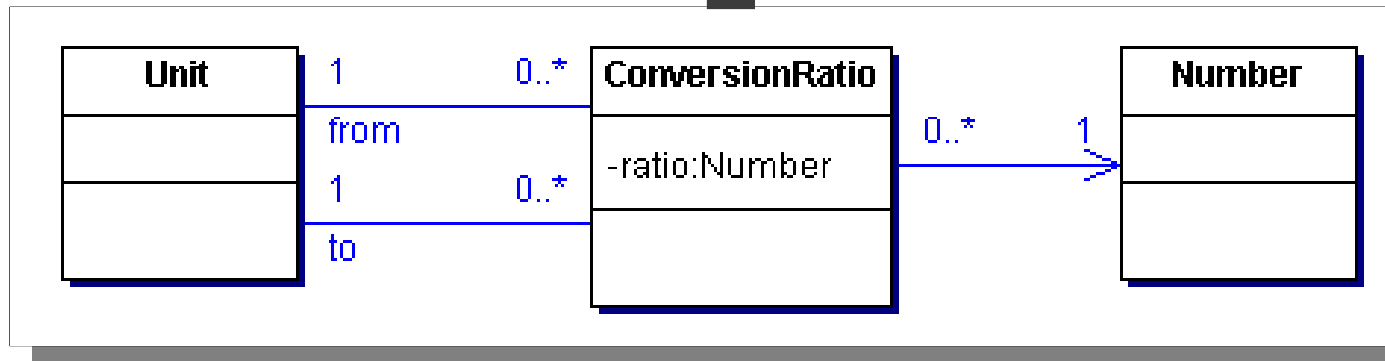 Unit
1 0..*
from
1 0..*
to
ConversionRatio
-ratio:Number
0..* 1
Number